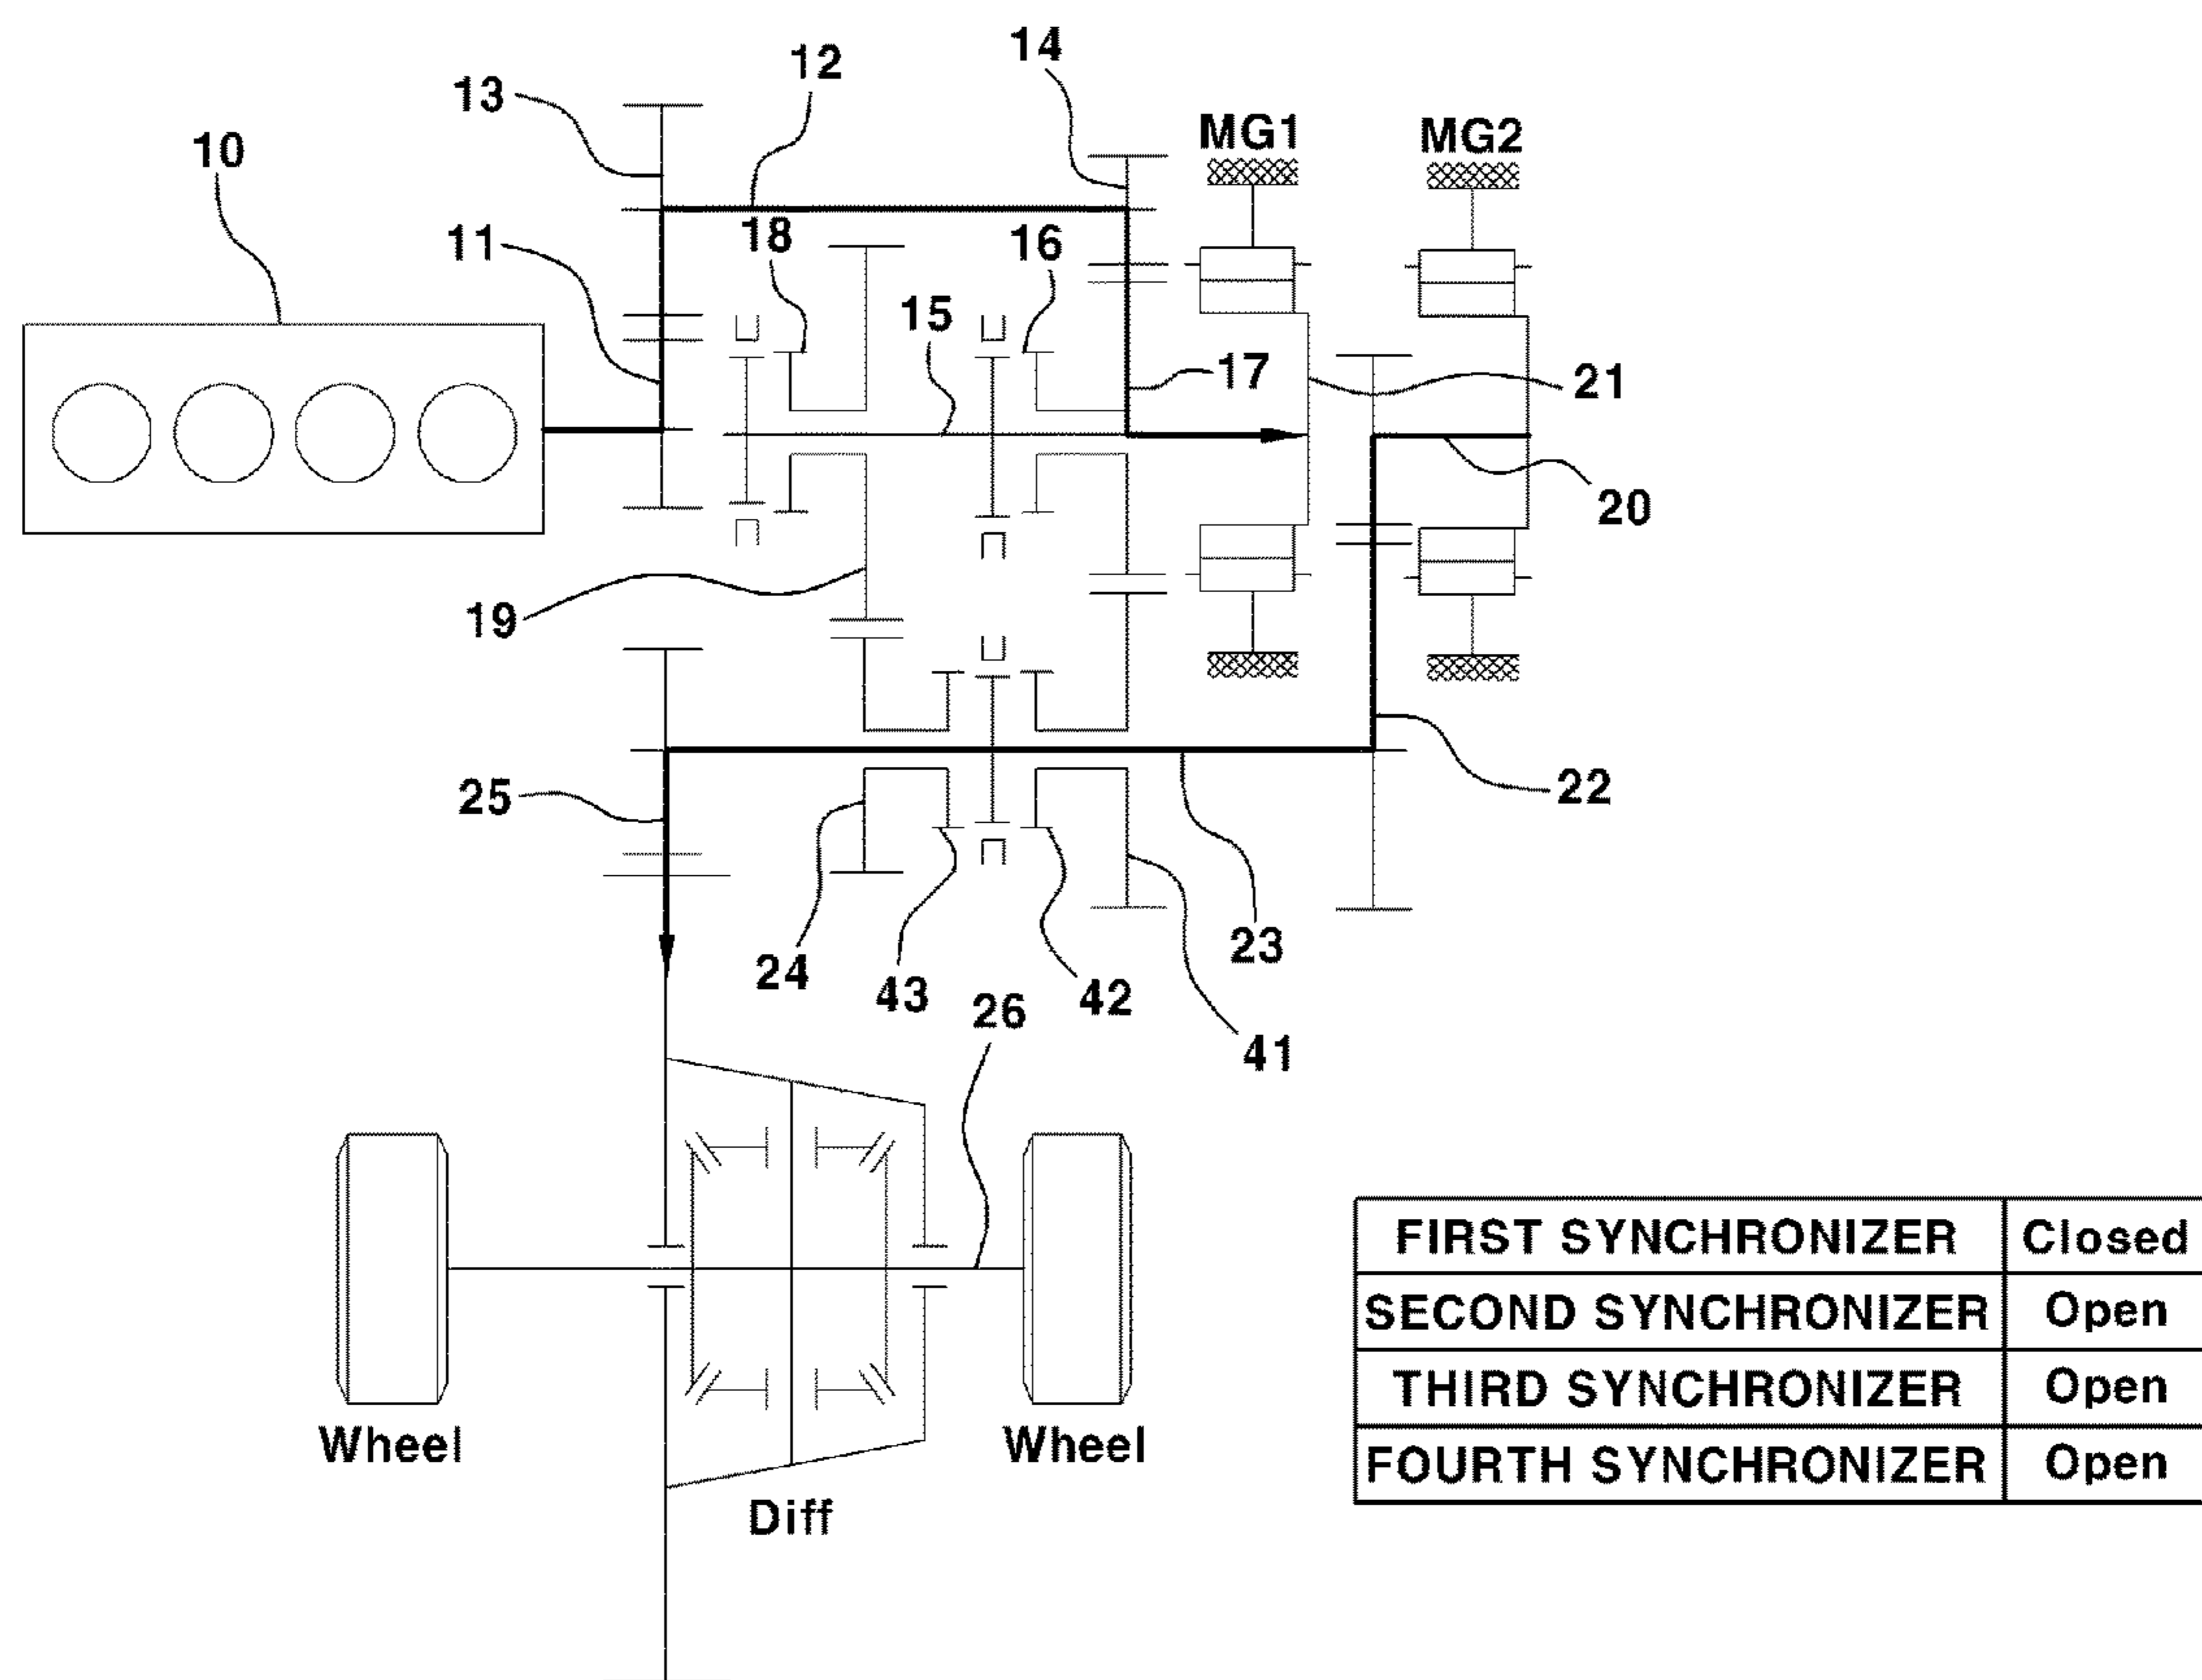 14
12
13
MG1
MG2
10
18
16
11
15
17
21
20
19
25
22
23
24
43
42
26
41
Wheel
Wheel
Diff
FIRST SYNCHRONIZER Closed
SECOND SYNCHRONIZER Open
THIRD SYNCHRONIZER Open
FOURTH SYNCHRONIZER Open